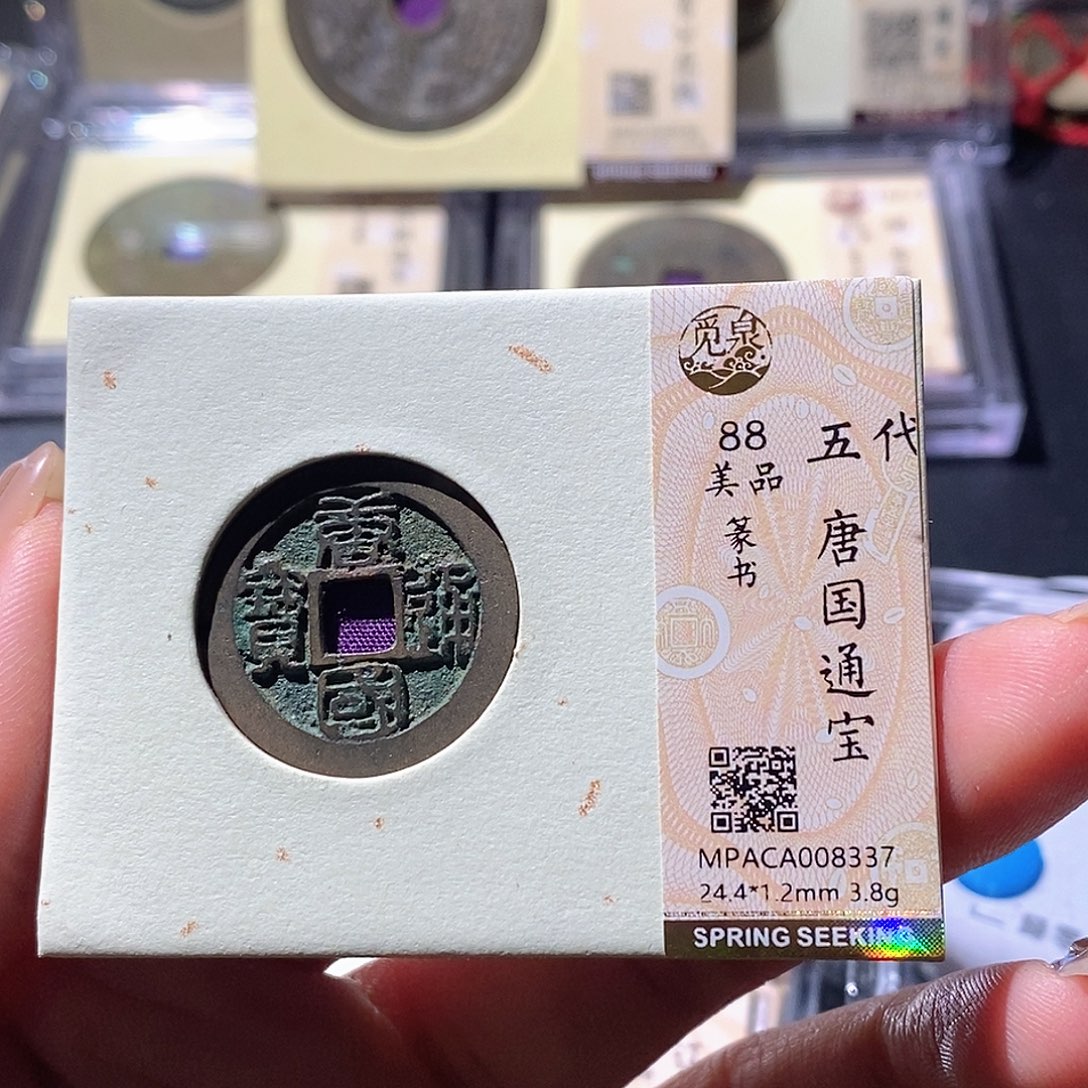 唐國通寶
觅泉
五代
88
美品
篆书
唐国通宝
MPACA008337
24.4*1.2mm 3.8g
SPRING SEEKING